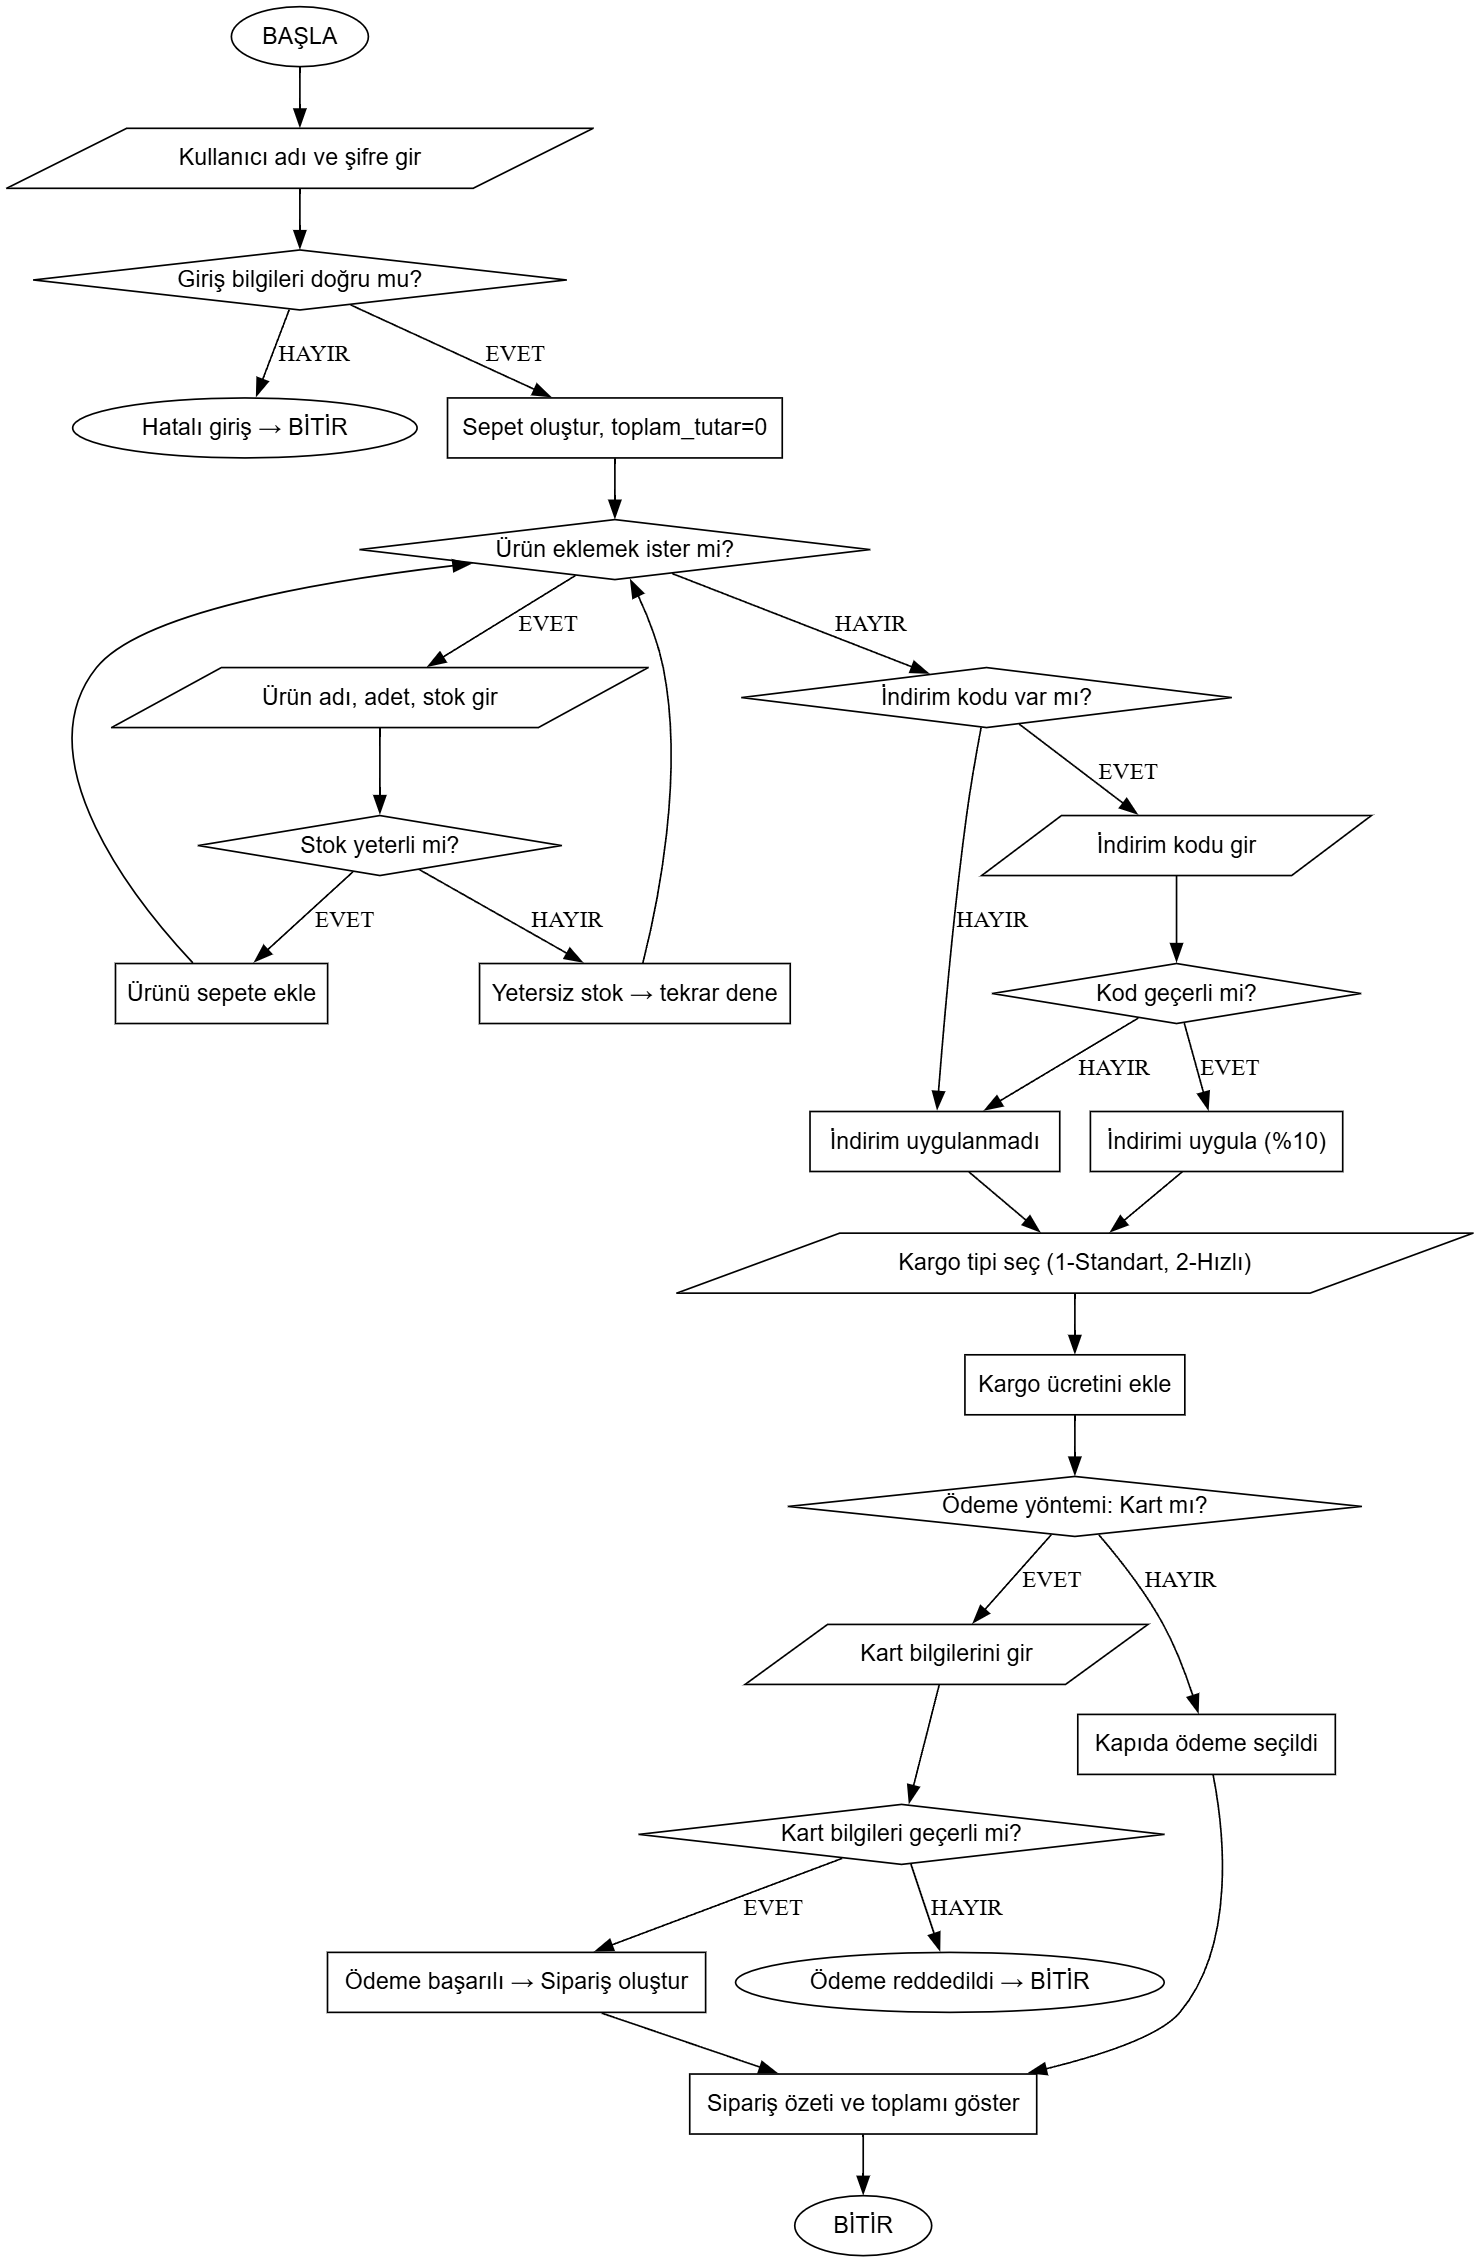 BAŞLA
Kullanıcı adı ve şifre gir
Giriş bilgileri doğru mu?
HAYIR
EVET
Hatalı giriş → BİTİR
Sepet oluştur, toplam_tutar=0
Ürün eklemek ister mi?
EVET
HAYIR
Ürün adı, adet, stok gir
İndirim kodu var mı?
EVET
Stok yeterli mi?
İndirim kodu gir
EVET
HAYIR
HAYIR
Ürünü sepete ekle
Yetersiz stok → tekrar dene
Kod geçerli mi?
HAYIR
EVET
İndirim uygulanmadı
İndirimi uygula (%10)
Kargo tipi seç (1-Standart, 2-Hızlı)
Kargo ücretini ekle
Ödeme yöntemi: Kart mı?
EVET
HAYIR
Kart bilgilerini gir
Kapıda ödeme seçildi
Kart bilgileri geçerli mi?
EVET
HAYIR
Ödeme başarılı → Sipariş oluştur
Ödeme reddedildi → BİTİR
Sipariş özeti ve toplamı göster
BİTİR